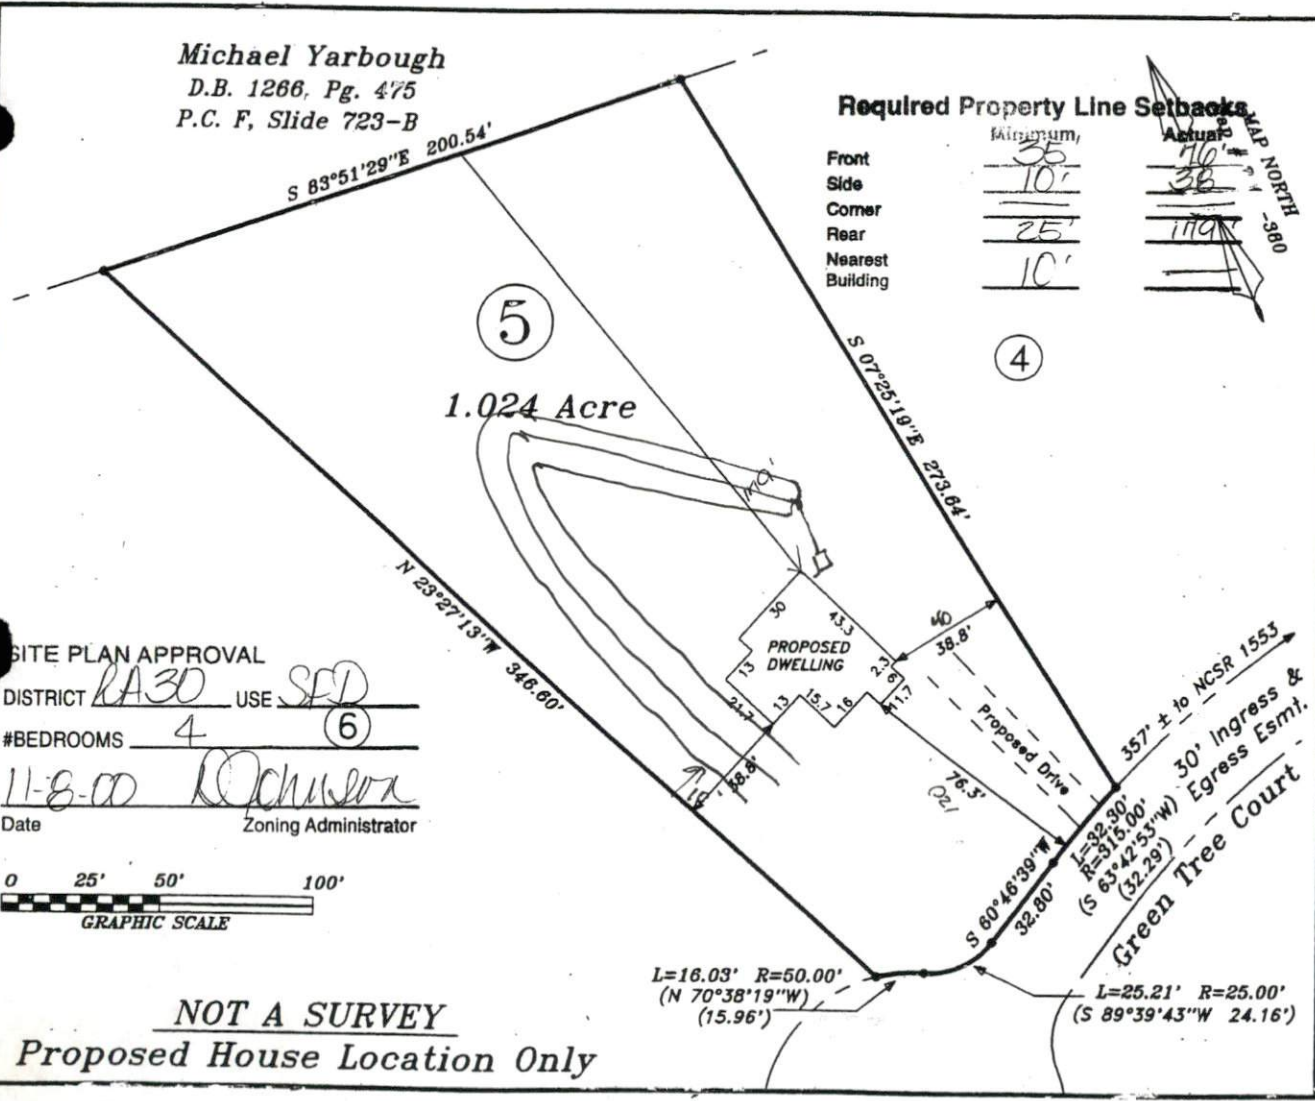 Michael Yarbough
D.B. 1266, Pg. 475
P.C. F, Slide 723-B
S 83°51'29"E 200.54'
Required Property Line Setbacks
Minimum, Actual
Front 35 76'
Side 10' 38
Corner
Rear 25'
Nearest
Building 10'
MAP NORTH
5
4
1.024 Acre
S 07°25'19"E 273.64'
N 23°27'13"W 346.60'
30
43.3
PROPOSED
DWELLING
13
2.3
6
11.7
21.7
13
15.7
16
38.8'
38.8'
Proposed Drive
76.3'
357' ± to NCSR 1553
30' Ingress &
Egress Esmt.
Green Tree Court
L=32.30'
R=315.00'
(S 63°42'53"W)
(32.29')
S 60°46'39"W
32.80'
SITE PLAN APPROVAL
DISTRICT RA30 USE SFD
#BEDROOMS 4
6
11-8-00 DJohnson
Date Zoning Administrator
0 25' 50' 100'
GRAPHIC SCALE
L=16.03' R=50.00'
(N 70°38'19"W)
(15.96')
L=25.21' R=25.00'
(S 89°39'43"W 24.16')
NOT A SURVEY
Proposed House Location Only